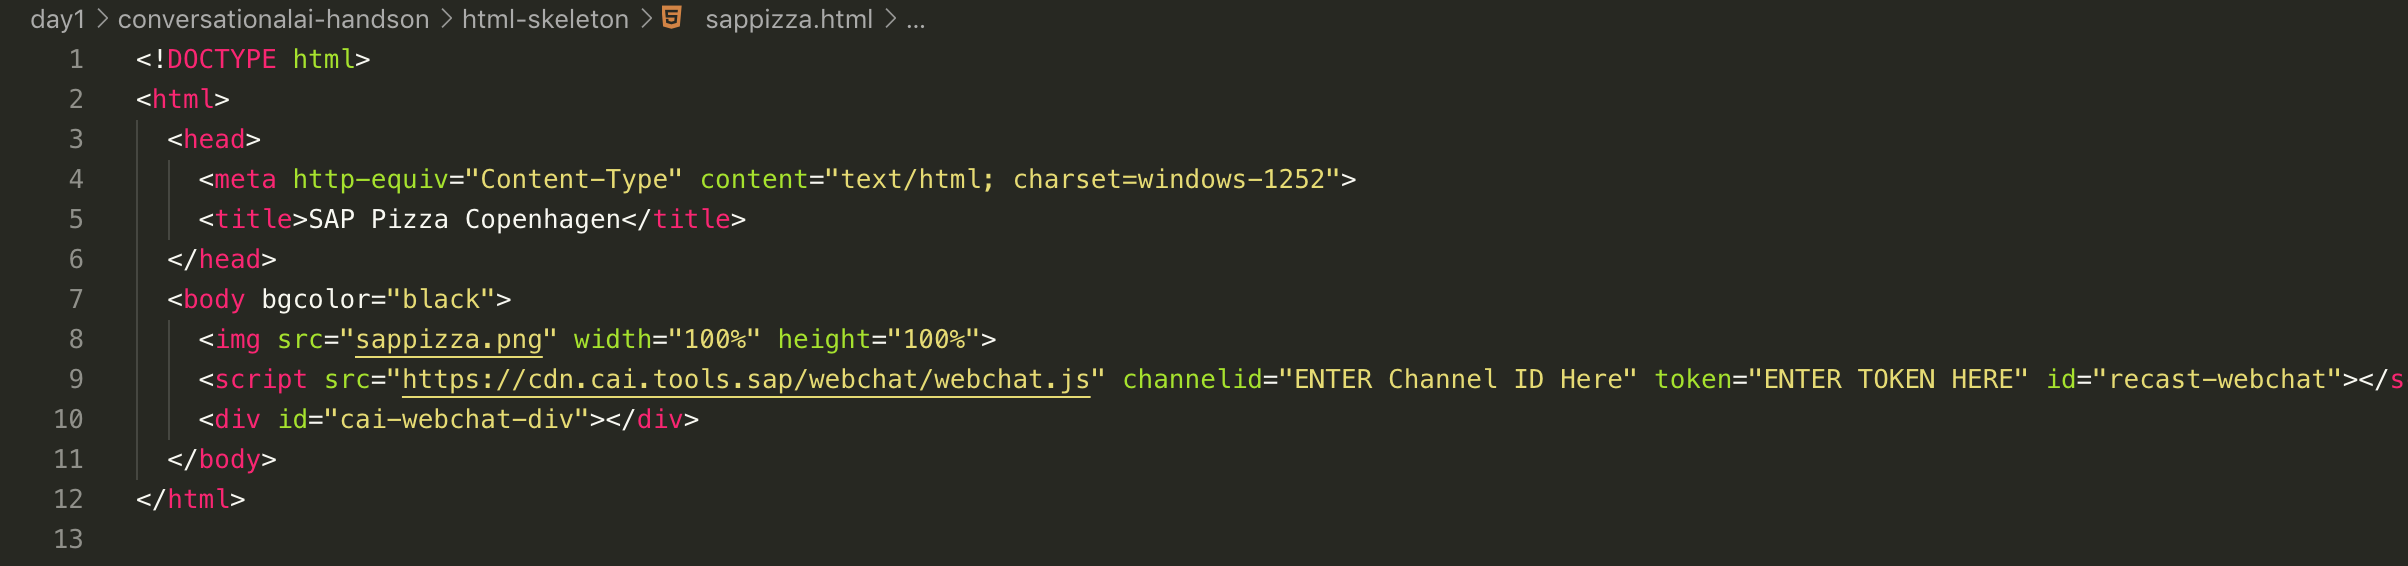 day1 > conversationalai-handson > html-skeleton > sappizza.html > ...
1 <!DOCTYPE html>
2 <html>
3 <head>
4 <meta http-equiv="Content-Type" content="text/html; charset=windows-1252">
5 <title>SAP Pizza Copenhagen</title>
6 </head>
7 <body bgcolor="black">
8 <img src="sappizza.png" width="100%" height="100%">
9 <script src="https://cdn.cai.tools.sap/webchat/webchat.js" channelid="ENTER Channel ID Here" token="ENTER TOKEN HERE" id="recast-webchat"></s
10 <div id="cai-webchat-div"></div>
11 </body>
12 </html>
13